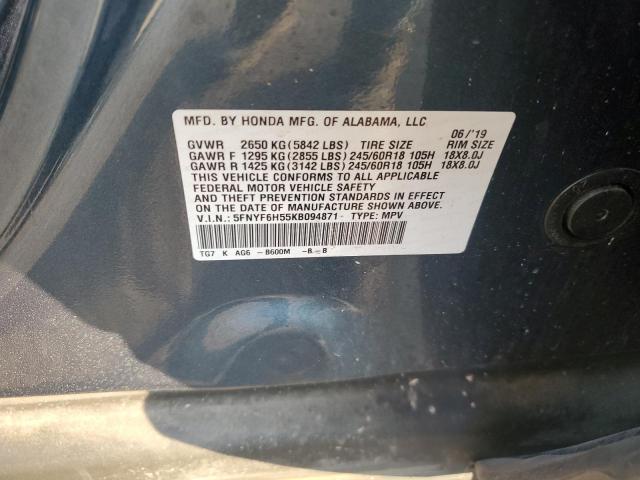 MFD. BY HONDA MFG. OF ALABAMA, LLC 06/'19
GVWR 2650 KG (5842 LBS) TIRE SIZE RIM SIZE
GAWR F 1295 KG (2855 LBS) 245/60R18 105H 18X8.0J
GAWR R 1425 KG (3142 LBS) 245/60R18 105H 18X8.0J
THIS VEHICLE CONFORMS TO ALL APPLICABLE
FEDERAL MOTOR VEHICLE SAFETY
AND THEFT PREVENTION STANDARDS IN EFFECT
ON THE DATE OF MANUFACTURE SHOWN ABOVE.
V.I.N.: 5FNYF6H55KB094871 TYPE: MPV
TG7 K AG6 -B600M -B -B